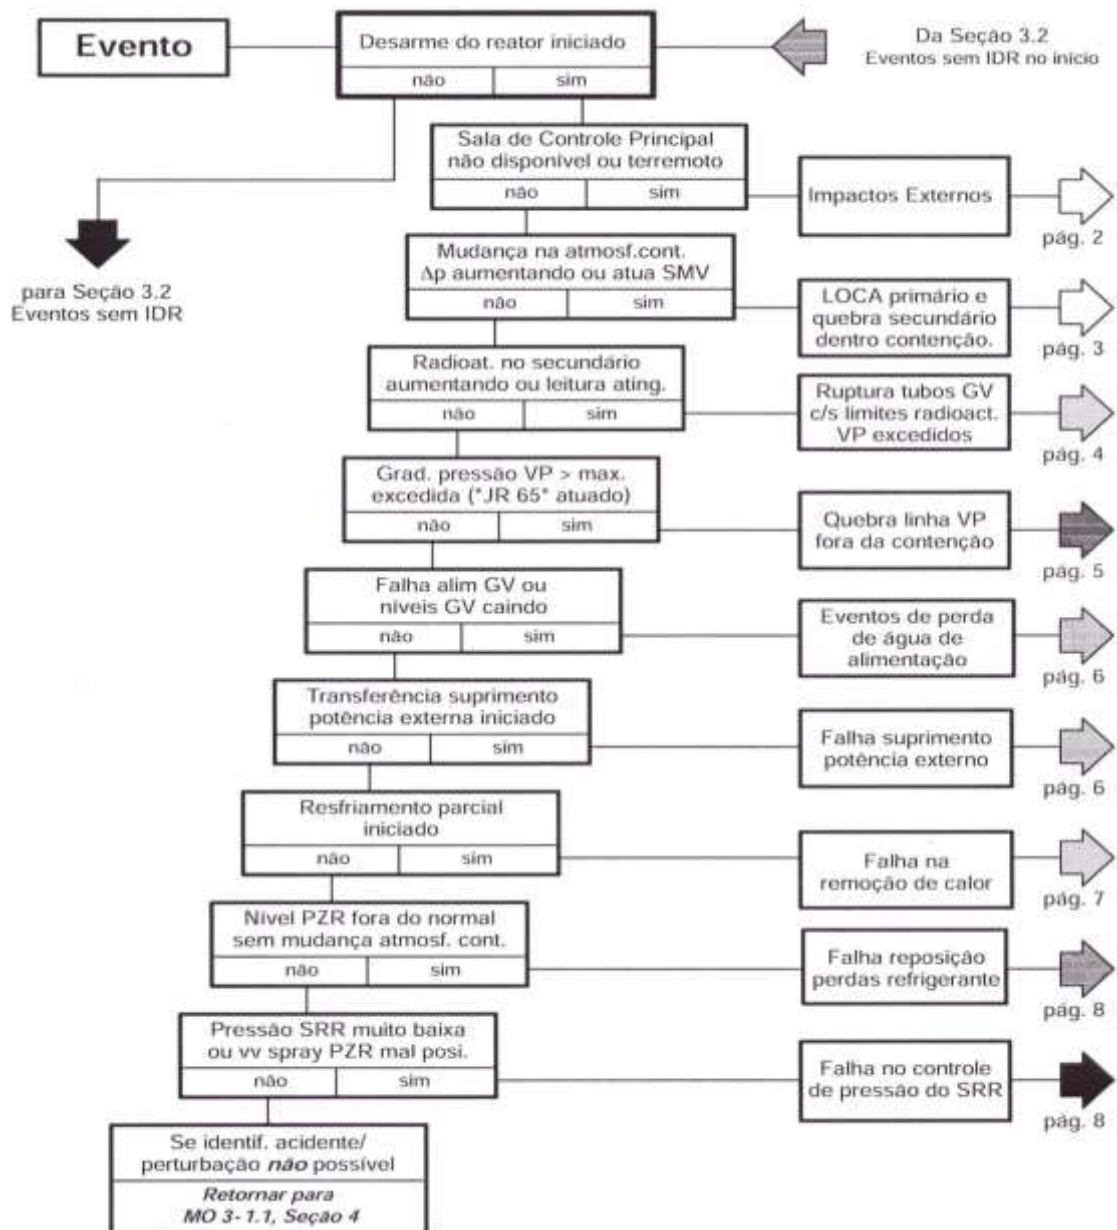 Evento
Desarme do reator iniciado
não sim
Da Seção 3.2
Eventos sem IDR no início
para Seção 3.2
Eventos sem IDR
Sala de Controle Principal
não disponível ou terremoto
não sim
Impactos Externos
pág. 2
Mudança na atmosf.cont.
Δp aumentando ou atua SMV
não sim
LOCA primário e
quebra secundário
dentro contenção.
pág. 3
Radioat. no secundário
aumentando ou leitura ating.
não sim
Ruptura tubos GV
c/s limites radioact.
VP excedidos
pág. 4
Grad. pressão VP > max.
excedida ("JR 65" atuado)
não sim
Quebra linha VP
fora da contenção
pág. 5
Falha alim GV ou
níveis GV caindo
não sim
Eventos de perda
de água de
alimentação
pág. 6
Transferência suprimento
potência externa iniciado
não sim
Falha suprimento
potência externo
pág. 6
Resfriamento parcial
iniciado
não sim
Falha na
remoção de calor
pág. 7
Nível PZR fora do normal
sem mudança atmosf. cont.
não sim
Falha reposição
perdas refrigerante
pág. 8
Pressão SRR muito baixa
ou vv spray PZR mal posi.
não sim
Falha no controle
de pressão do SRR
pág. 8
Se identif. acidente/
perturbação não possível
Retornar para
MO 3- 1.1, Seção 4